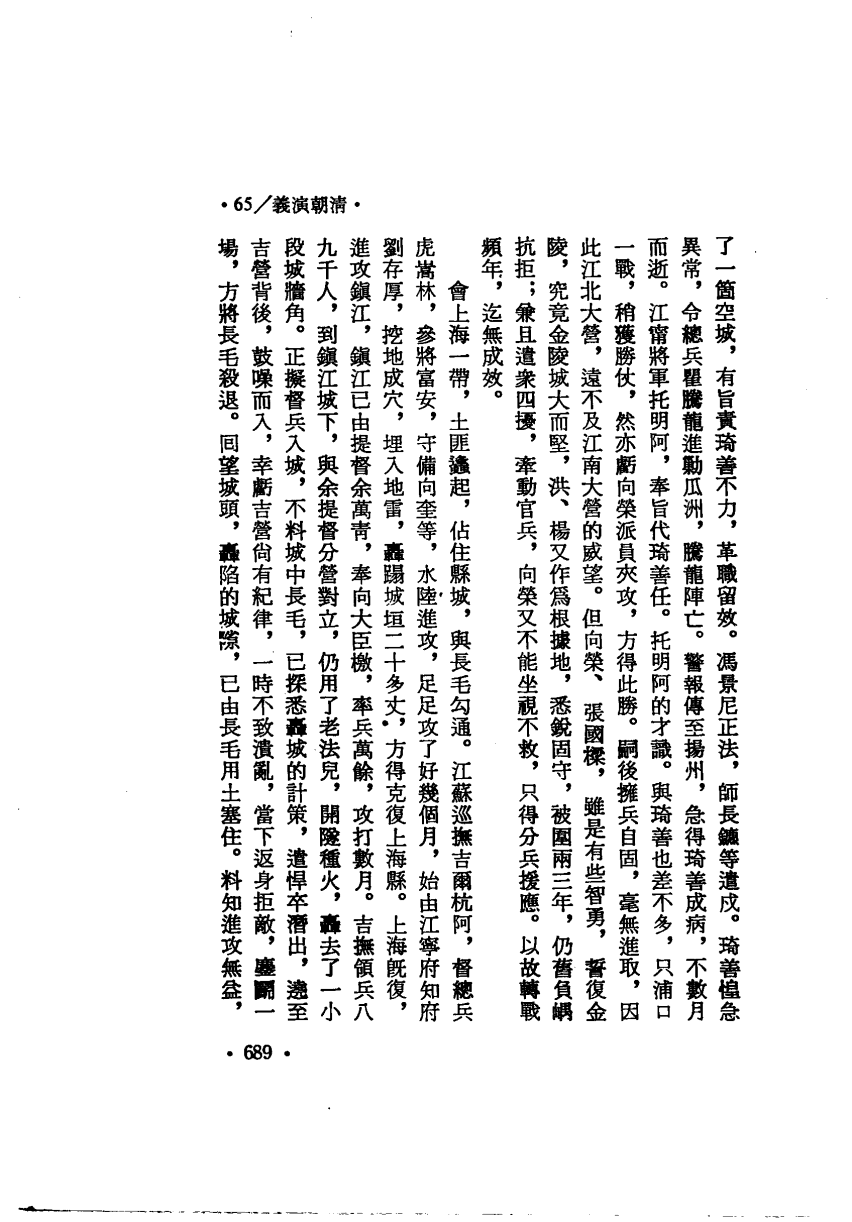 •65/義演朝清•
了一箇空城，有旨責琦善不力，革職留效。馮景尼正法，師長鑣等遣戍。琦善惶急
異常，令總兵瞿騰龍進勦瓜洲，騰龍陣亡。警報傳至揚州，急得琦善成病，不數月
而逝。江甯將軍托明阿，奉旨代琦善任。托明阿的才識。與琦善也差不多，只浦口
一戰，稍獲勝仗，然亦虧向榮派員夾攻，方得此勝。嗣後擁兵自固，毫無進取，因
此江北大營，遠不及江南大營的威望。但向榮、張國樑，雖是有些智勇，誓復金
陵，究竟金陵城大而堅，洪、楊又作爲根據地，悉銳固守，被圍兩三年，仍舊負嵎
抗拒；兼且遣衆四擾，牽動官兵，向榮又不能坐視不救，只得分兵援應。以故轉戰
頻年，迄無成效。
會上海一帶，土匪蠭起，佔住縣城，與長毛勾通。江蘇巡撫吉爾杭阿，督總兵
虎嵩林，參將富安，守備向奎等，水陸進攻，足足攻了好幾個月，始由江寧府知府
劉存厚，挖地成穴，埋入地雷，轟蹋城垣二十多丈，方得克復上海縣。上海旣復，
進攻鎭江，鎭江已由提督余萬靑，奉向大臣檄，率兵萬餘，攻打數月。吉撫領兵八
九千人，到鎭江城下，與余提督分營對立，仍用了老法兒，開隧種火，轟去了一小
段城牆角。正擬督兵入城，不料城中長毛，已探悉轟城的計策，遣悍卒潛出，遶至
吉營背後，鼓噪而入，幸虧吉營尙有紀律，一時不致潰亂，當下返身拒敵，鏖鬭一
場，方將長毛殺退。回望城頭，轟陷的城隙，已由長毛用土塞住。料知進攻無益，
•689•